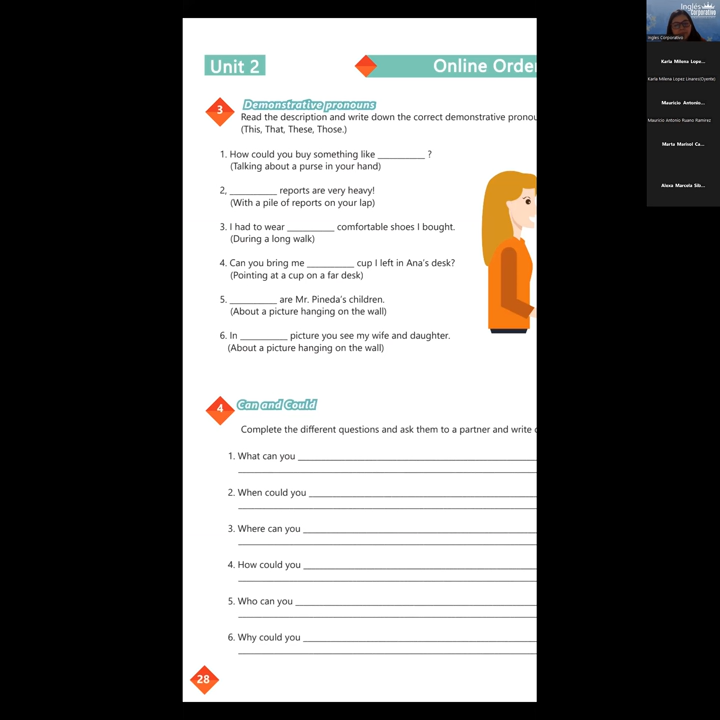 Unit 2
Online Orde
3
Demonstrative pronouns
Read the description and write down the correct demonstrative pronou
(This, That, These, Those.)
1. How could you buy something like __________ ?
(Talking about a purse in your hand)
2, __________ reports are very heavy!
(With a pile of reports on your lap)
3. I had to wear __________ comfortable shoes I bought.
(During a long walk)
4. Can you bring me __________ cup I left in Ana's desk?
(Pointing at a cup on a far desk)
5. __________ are Mr. Pineda's children.
(About a picture hanging on the wall)
6. In __________ picture you see my wife and daughter.
(About a picture hanging on the wall)
4
Can and Could
Complete the different questions and ask them to a partner and write
1. What can you
2. When could you
3. Where can you
4. How could you
5. Who can you
6. Why could you
28
Inglés
Corporativo
Inglés Corporativo
Karla Milena Lope...
Karla Milena Lopez Linares(Oyente)
Mauricio Antonio...
Mauricio Antonio Ruano Ramirez
Marta Marisol Ca...
Alexa Marcela Sib...